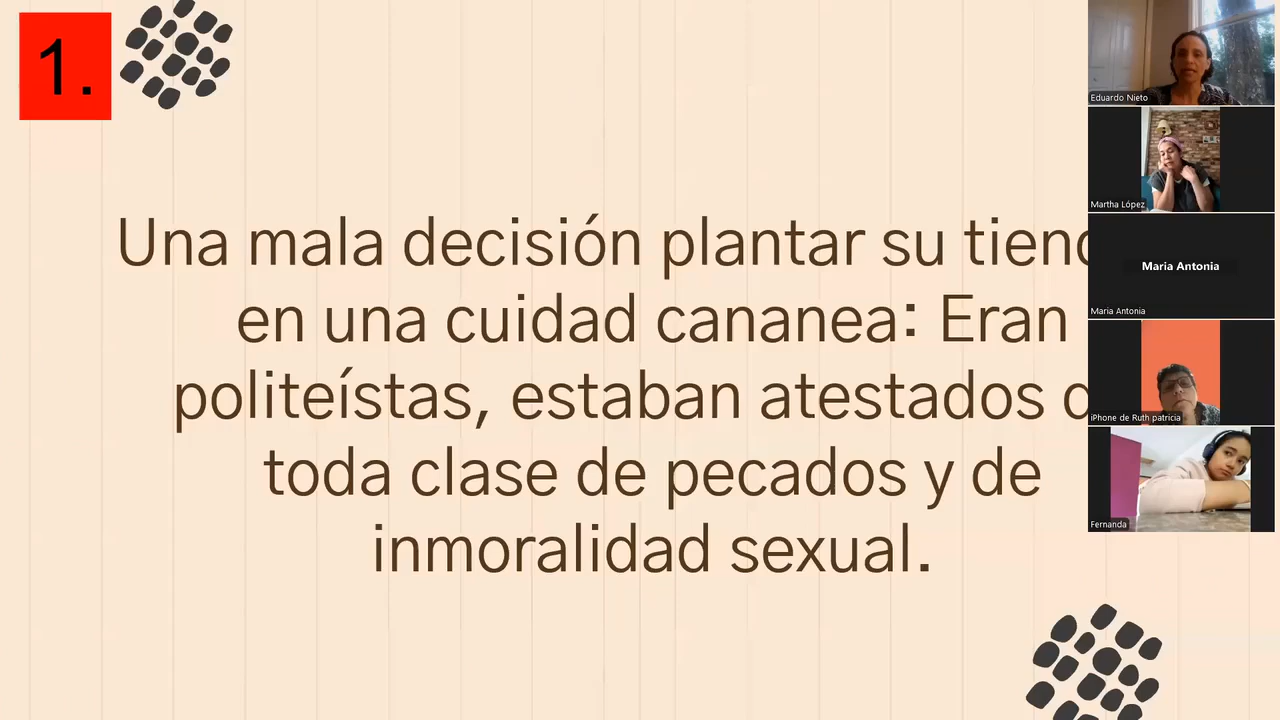 1.
Una mala decisión plantar su
en una cuidad cananea: Eran
politeístas, estaban atestados
toda clase de pecados y de
inmoralidad sexual.
Eduardo Nieto
Martha López
Maria Antonia
Maria Antonia
iPhone de Ruth patricia
Fernanda